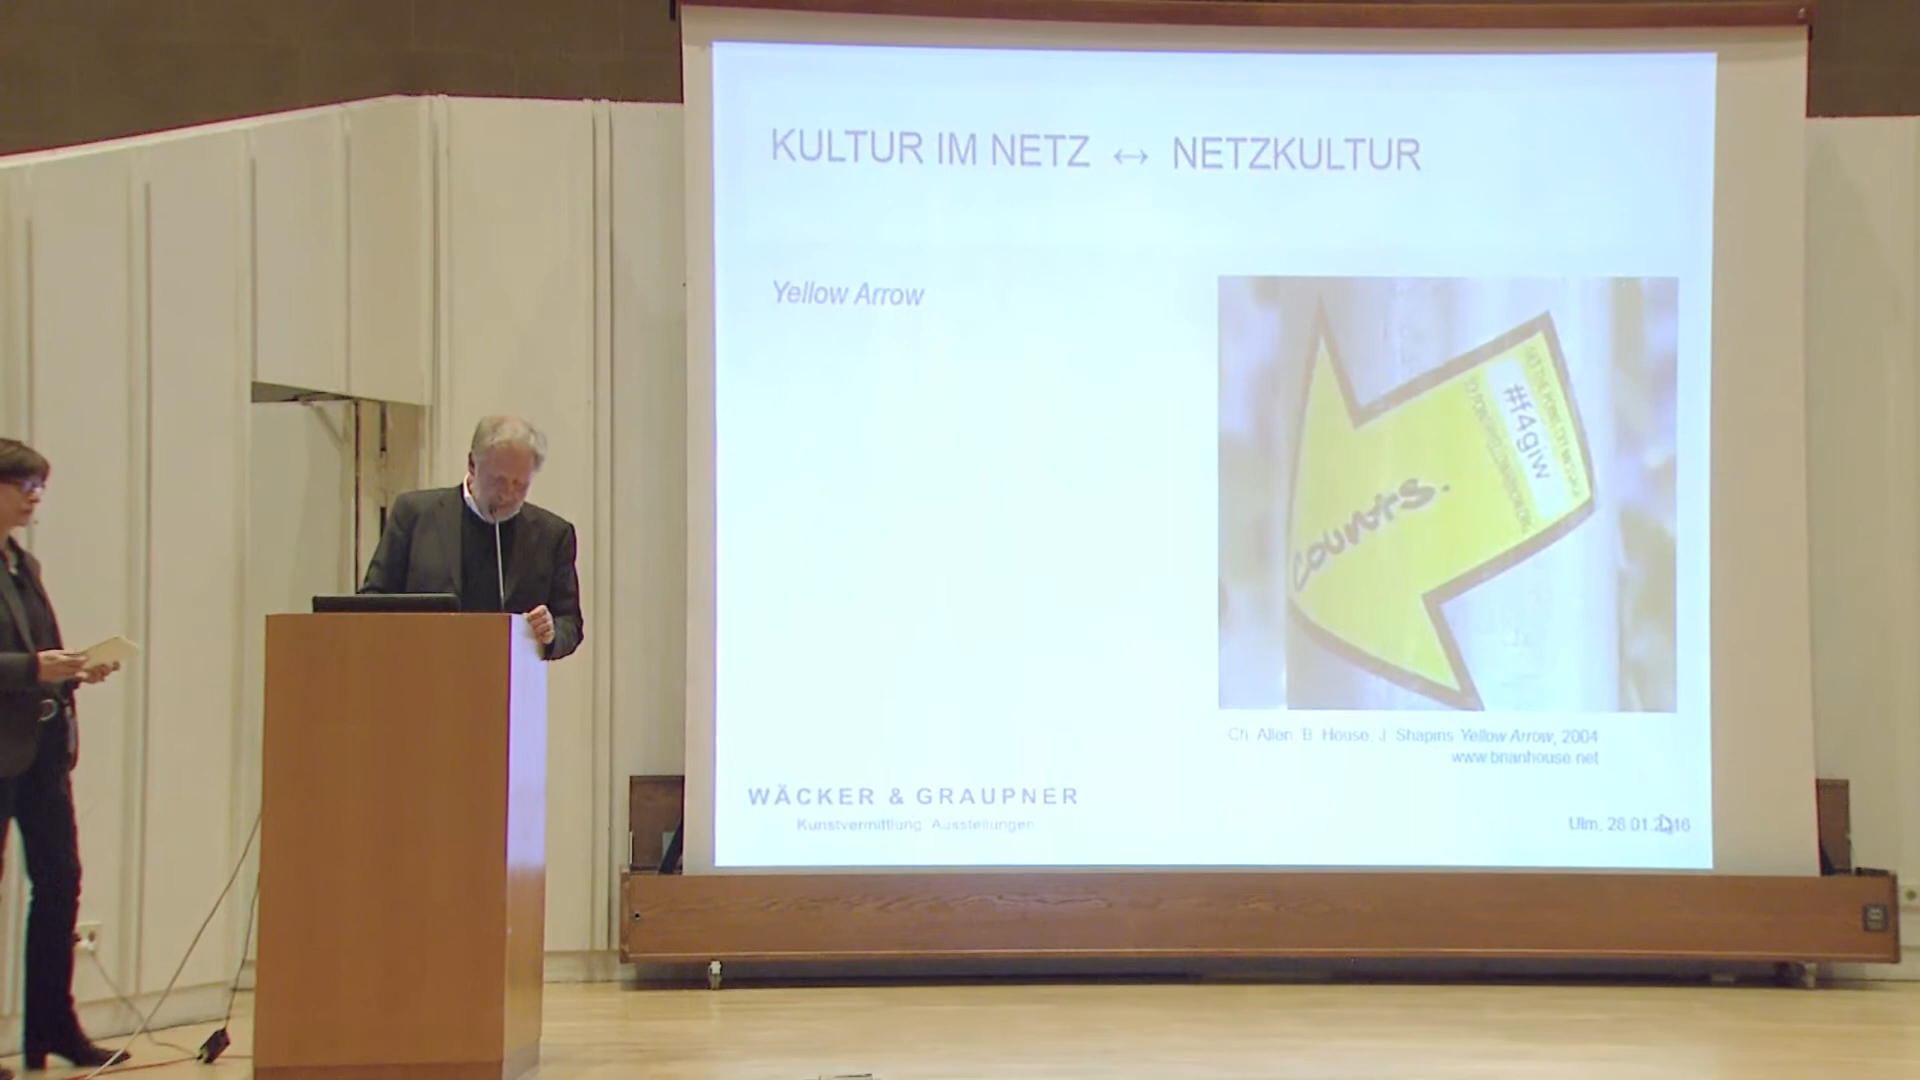 KULTUR IM NETZ ↔ NETZKULTUR
Yellow Arrow
#f4giw
counts.
Ch. Allen, B. House, J. Shapins Yellow Arrow, 2004
www.brianhouse.net
WÄCKER & GRAUPNER
Kunstvermittlung. Ausstellungen
Ulm, 28.01.2016